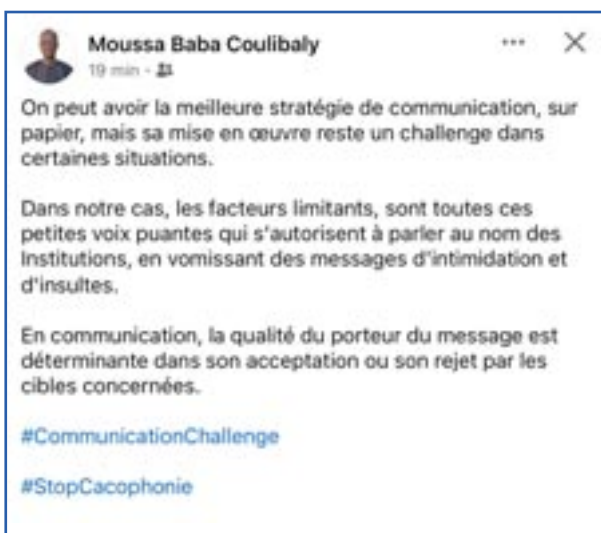 Moussa Baba Coulibaly
19 min
On peut avoir la meilleure stratégie de communication, sur
papier, mais sa mise en œuvre reste un challenge dans
certaines situations.
Dans notre cas, les facteurs limitants, sont toutes ces
petites voix puantes qui s'autorisent à parler au nom des
Institutions, en vomissant des messages d'intimidation et
d'insultes.
En communication, la qualité du porteur du message est
déterminante dans son acceptation ou son rejet par les
cibles concernées.
#CommunicationChallenge
#StopCacophonie